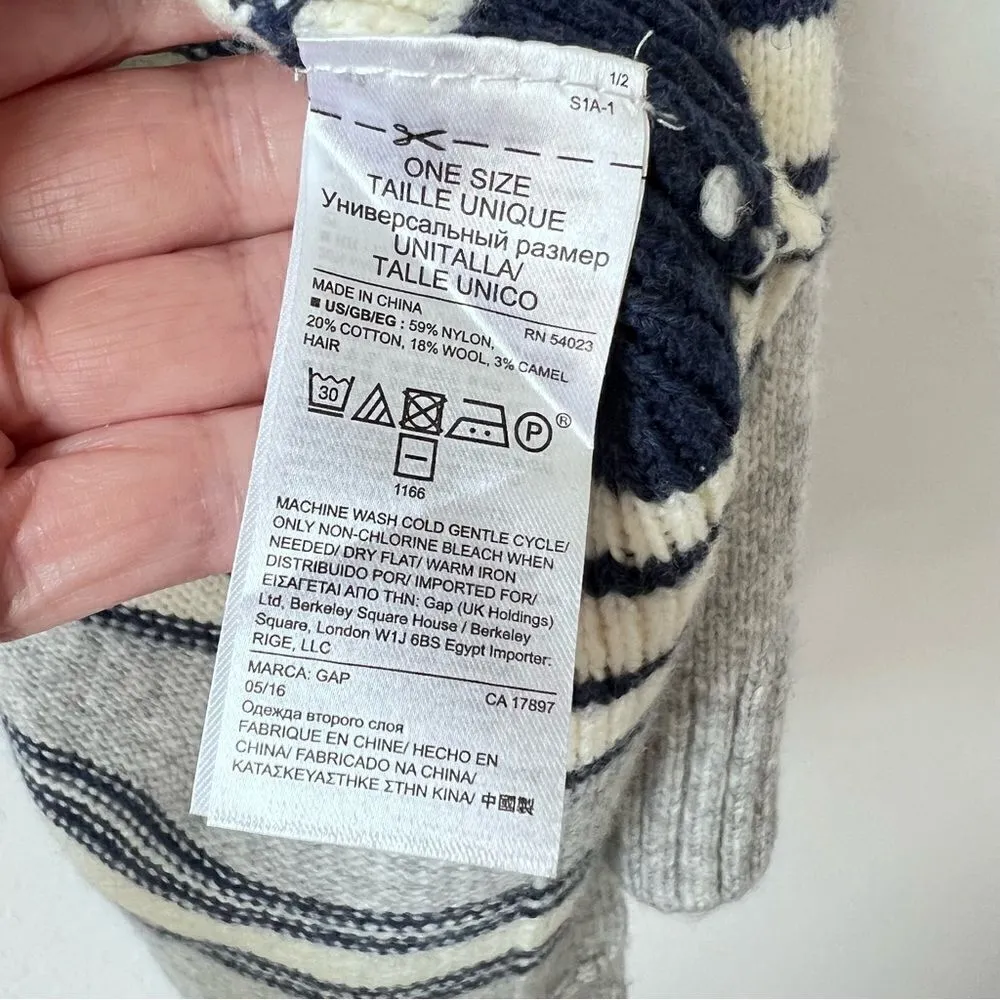 1/2
S1A-1
ONE SIZE
TAILLE UNIQUE
Универсальный размер
UNITALLA/
TALLE UNICO
MADE IN CHINA
RN 54023
■ US/GB/EG : 59% NYLON,
20% COTTON, 18% WOOL, 3% CAMEL
HAIR
30
P ®
1166
MACHINE WASH COLD GENTLE CYCLE/
ONLY NON-CHLORINE BLEACH WHEN
NEEDED/ DRY FLAT/ WARM IRON
DISTRIBUIDO POR/ IMPORTED FOR/
ΕΙΣΑΓΕΤΑΙ ΑΠΟ ΤΗΝ: Gap (UK Holdings)
Ltd, Berkeley Square House / Berkeley
Square, London W1J 6BS Egypt Importer:
RIGE, LLC
MARCA: GAP
CA 17897
05/16
Одежда второго слоя
FABRIQUE EN CHINE/ HECHO EN
CHINA/ FABRICADO NA CHINA/
ΚΑΤΑΣΚΕΥΑΣΤΗΚΕ ΣΤΗΝ ΚΙΝΑ/ 中國製